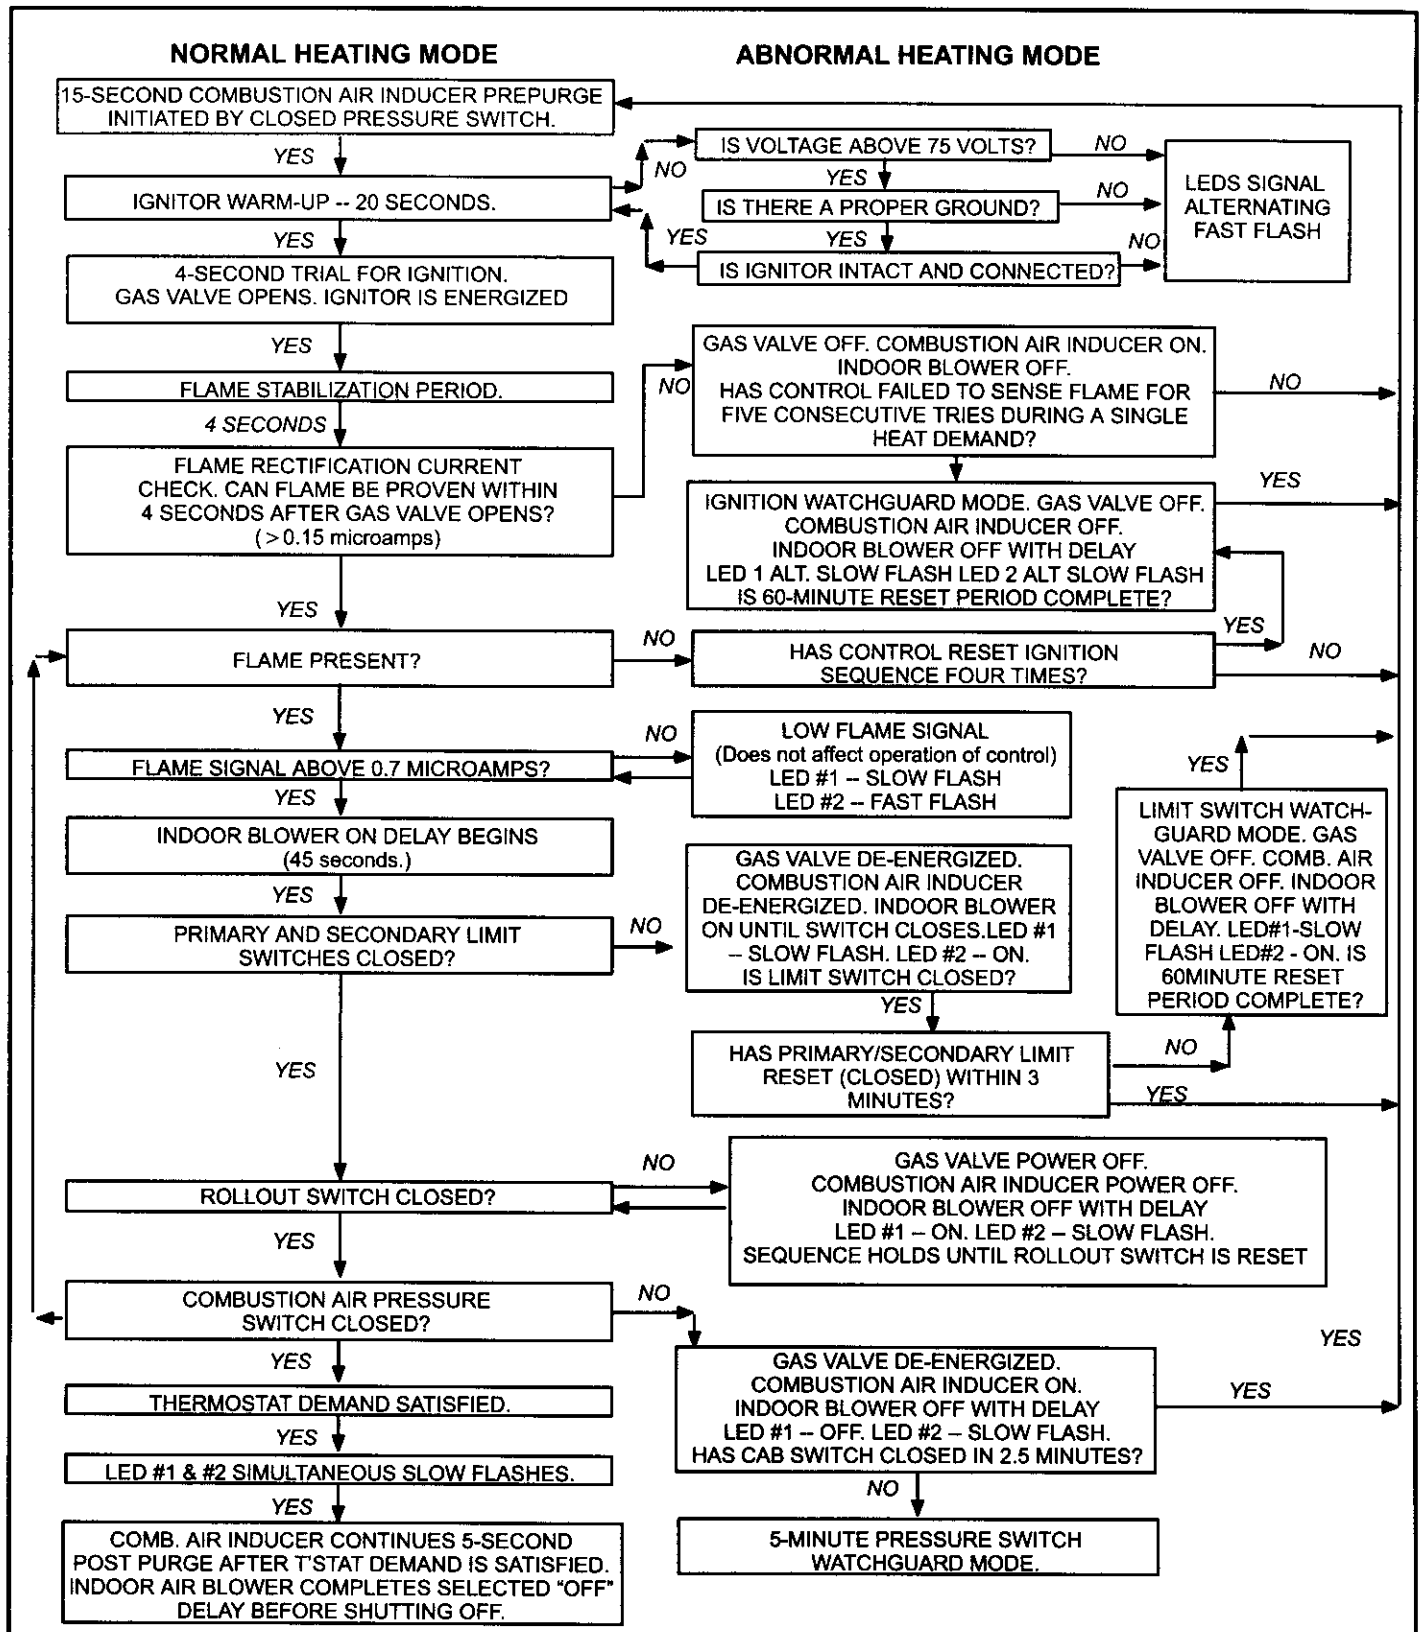 NORMAL HEATING MODE
ABNORMAL HEATING MODE
15-SECOND COMBUSTION AIR INDUCER PREPURGE
INITIATED BY CLOSED PRESSURE SWITCH.
YES
NO
IS VOLTAGE ABOVE 75 VOLTS?
NO
IGNITOR WARM-UP -- 20 SECONDS.
YES
IS THERE A PROPER GROUND?
NO
LEDS SIGNAL
ALTERNATING
FAST FLASH
YES
YES
YES
NO
IS IGNITOR INTACT AND CONNECTED?
4-SECOND TRIAL FOR IGNITION.
GAS VALVE OPENS. IGNITOR IS ENERGIZED
YES
FLAME STABILIZATION PERIOD.
4 SECONDS
NO
GAS VALVE OFF. COMBUSTION AIR INDUCER ON.
INDOOR BLOWER OFF.
HAS CONTROL FAILED TO SENSE FLAME FOR
FIVE CONSECUTIVE TRIES DURING A SINGLE
HEAT DEMAND?
NO
FLAME RECTIFICATION CURRENT
CHECK. CAN FLAME BE PROVEN WITHIN
4 SECONDS AFTER GAS VALVE OPENS?
(>0.15 microamps)
YES
IGNITION WATCHGUARD MODE. GAS VALVE OFF.
COMBUSTION AIR INDUCER OFF.
INDOOR BLOWER OFF WITH DELAY
LED 1 ALT. SLOW FLASH LED 2 ALT SLOW FLASH
IS 60-MINUTE RESET PERIOD COMPLETE?
YES
FLAME PRESENT?
NO
HAS CONTROL RESET IGNITION
SEQUENCE FOUR TIMES?
YES
NO
YES
FLAME SIGNAL ABOVE 0.7 MICROAMPS?
NO
LOW FLAME SIGNAL
(Does not affect operation of control)
LED #1 -- SLOW FLASH
LED #2 -- FAST FLASH
YES
YES
INDOOR BLOWER ON DELAY BEGINS
(45 seconds.)
YES
LIMIT SWITCH WATCH-
GUARD MODE. GAS
VALVE OFF. COMB. AIR
INDUCER OFF. INDOOR
BLOWER OFF WITH
DELAY. LED#1-SLOW
FLASH LED#2 - ON. IS
60MINUTE RESET
PERIOD COMPLETE?
PRIMARY AND SECONDARY LIMIT
SWITCHES CLOSED?
NO
GAS VALVE DE-ENERGIZED.
COMBUSTION AIR INDUCER
DE-ENERGIZED. INDOOR BLOWER
ON UNTIL SWITCH CLOSES.LED #1
-- SLOW FLASH. LED #2 -- ON.
IS LIMIT SWITCH CLOSED?
YES
YES
HAS PRIMARY/SECONDARY LIMIT
RESET (CLOSED) WITHIN 3
MINUTES?
NO
YES
ROLLOUT SWITCH CLOSED?
NO
GAS VALVE POWER OFF.
COMBUSTION AIR INDUCER POWER OFF.
INDOOR BLOWER OFF WITH DELAY
LED #1 -- ON. LED #2 -- SLOW FLASH.
SEQUENCE HOLDS UNTIL ROLLOUT SWITCH IS RESET
YES
COMBUSTION AIR PRESSURE
SWITCH CLOSED?
NO
YES
YES
GAS VALVE DE-ENERGIZED.
COMBUSTION AIR INDUCER ON.
INDOOR BLOWER OFF WITH DELAY
LED #1 -- OFF. LED #2 -- SLOW FLASH.
HAS CAB SWITCH CLOSED IN 2.5 MINUTES?
YES
THERMOSTAT DEMAND SATISFIED.
YES
LED #1 & #2 SIMULTANEOUS SLOW FLASHES.
NO
YES
COMB. AIR INDUCER CONTINUES 5-SECOND
POST PURGE AFTER T'STAT DEMAND IS SATISFIED.
INDOOR AIR BLOWER COMPLETES SELECTED "OFF"
DELAY BEFORE SHUTTING OFF.
5-MINUTE PRESSURE SWITCH
WATCHGUARD MODE.